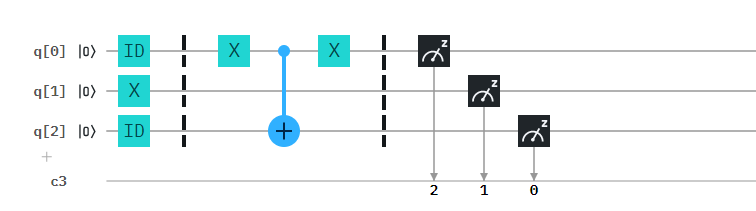 q[0] |0⟩ ID X X z
q[1] |0⟩ X z
q[2] |0⟩ ID + z
+
c3
2 1 0